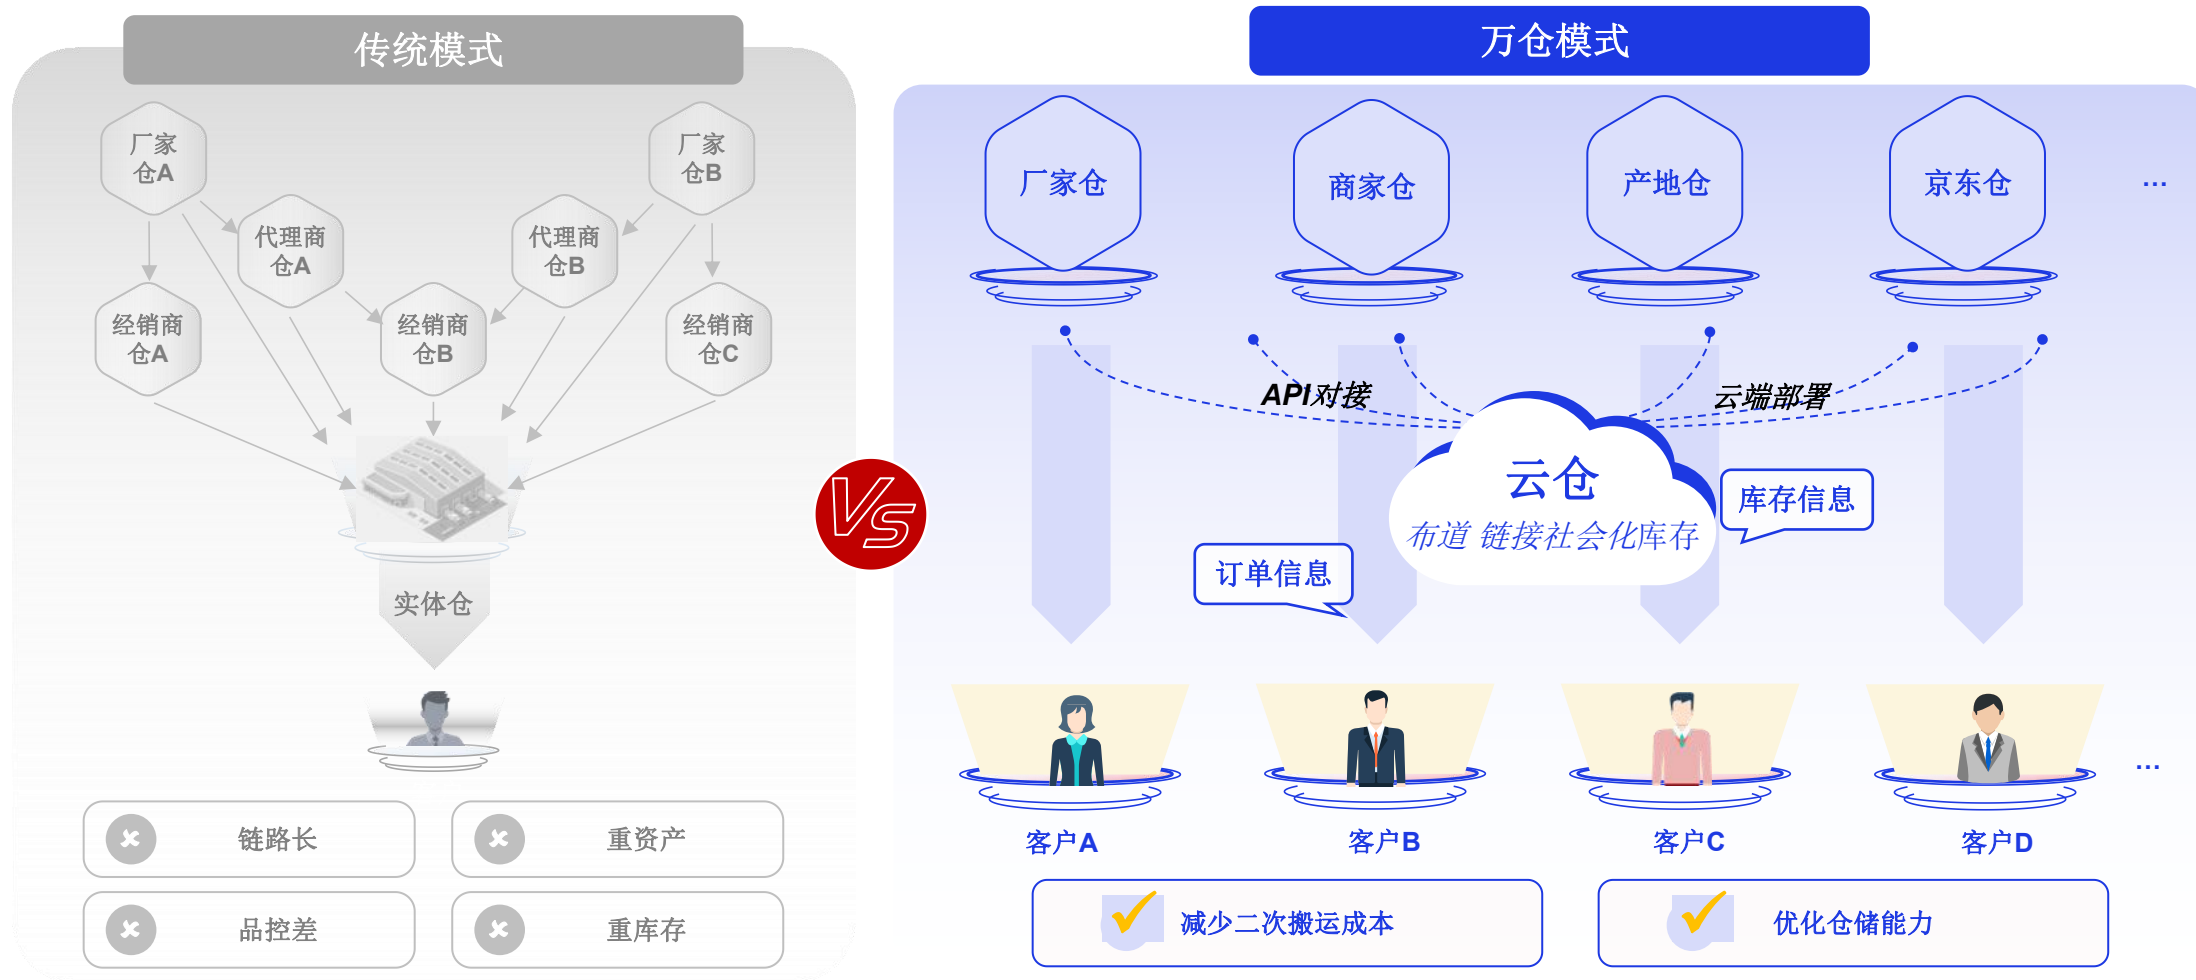 传统模式
厂家
仓A
厂家
仓B
代理商
仓A
代理商
仓B
经销商
仓A
经销商
仓B
经销商
仓C
实体仓
链路长
重资产
品控差
重库存
VS
万仓模式
厂家仓
商家仓
产地仓
京东仓
...
API对接
云端部署
云仓
布道 链接社会化库存
库存信息
订单信息
...
客户A
客户B
客户C
客户D
减少二次搬运成本
优化仓储能力